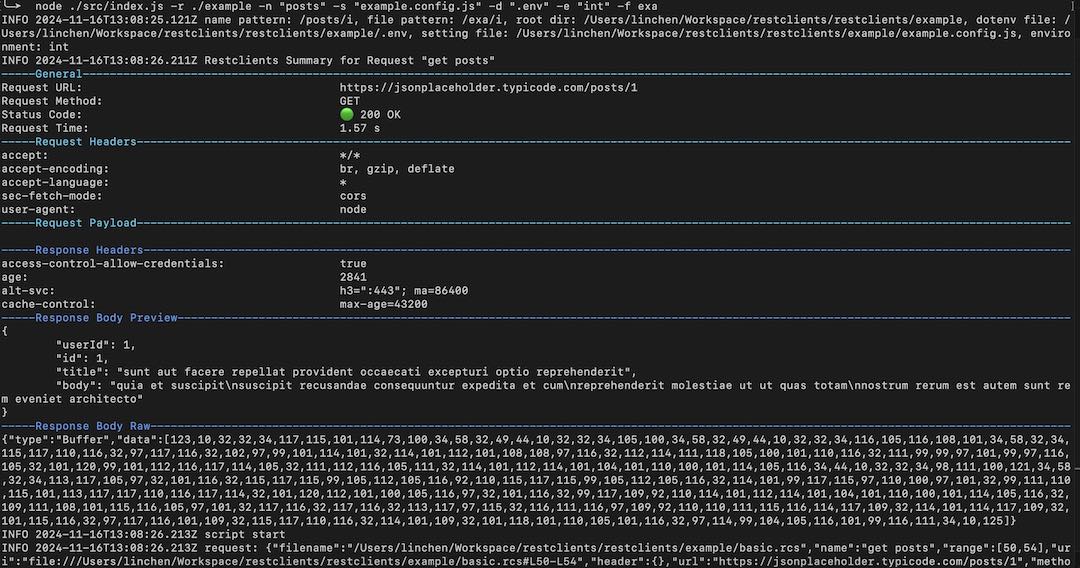 node ./src/index.js -r ./example -n "posts" -s "example.config.js" -d ".env" -e "int" -f exa
INFO 2024-11-16T13:08:25.121Z name pattern: /posts/i, file pattern: /exa/i, root dir: /Users/linchen/Workspace/restclients/restclients/example, dotenv file: /
Users/linchen/Workspace/restclients/restclients/example/.env, setting file: /Users/linchen/Workspace/restclients/restclients/example/example.config.js, enviro
nment: int
INFO 2024-11-16T13:08:26.211Z Restclients Summary for Request "get posts"
-----General-----
Request URL: https://jsonplaceholder.typicode.com/posts/1
Request Method: GET
Status Code: 🟢 200 OK
Request Time: 1.57 s
-----Request Headers-----
accept: */*
accept-encoding: br, gzip, deflate
accept-language: *
sec-fetch-mode: cors
user-agent: node
-----Request Payload-----
-----Response Headers-----
access-control-allow-credentials: true
age: 2841
alt-svc: h3=":443"; ma=86400
cache-control: max-age=43200
-----Response Body Preview-----
{
"userId": 1,
"id": 1,
"title": "sunt aut facere repellat provident occaecati excepturi optio reprehenderit",
"body": "quia et suscipit\nsuscipit recusandae consequuntur expedita et cum\nreprehenderit molestiae ut ut quas totam\nnostrum rerum est autem sunt re
m eveniet architecto"
}
-----Response Body Raw-----
{"type":"Buffer","data":[123,10,32,32,34,117,115,101,114,73,100,34,58,32,49,44,10,32,32,34,105,100,34,58,32,49,44,10,32,32,34,116,105,116,108,101,34,58,32,34,
115,117,110,116,32,97,117,116,32,102,97,99,101,114,101,32,114,101,112,101,108,108,97,116,32,112,114,111,118,105,100,101,110,116,32,111,99,99,97,101,99,97,116,
105,32,101,120,99,101,112,116,117,114,105,32,111,112,116,105,111,32,114,101,112,114,101,104,101,110,100,101,114,105,116,34,44,10,32,32,34,98,111,100,121,34,58
,32,34,113,117,105,97,32,101,116,32,115,117,115,99,105,112,105,116,92,110,115,117,115,99,105,112,105,116,32,114,101,99,117,115,97,110,100,97,101,32,99,111,110
,115,101,113,117,117,110,116,117,114,32,101,120,112,101,100,105,116,97,32,101,116,32,99,117,109,92,110,114,101,112,114,101,104,101,110,100,101,114,105,116,32,
109,111,108,101,115,116,105,97,101,32,117,116,32,117,116,32,113,117,97,115,32,116,111,116,97,109,92,110,110,111,115,116,114,117,109,32,114,101,114,117,109,32,
101,115,116,32,97,117,116,101,109,32,115,117,110,116,32,114,101,109,32,101,118,101,110,105,101,116,32,97,114,99,104,105,116,101,99,116,111,34,10,125]}
INFO 2024-11-16T13:08:26.213Z script start
INFO 2024-11-16T13:08:26.213Z request: {"filename":"/Users/linchen/Workspace/restclients/restclients/example/basic.rcs","name":"get posts","range":[50,54],"ur
i":"file:///Users/linchen/Workspace/restclients/restclients/example/basic.rcs#L50-L54","header":{},"url":"https://jsonplaceholder.typicode.com/posts/1","metho